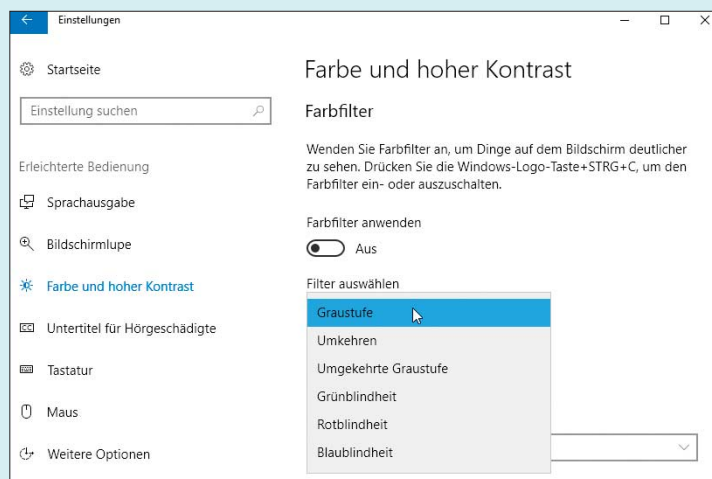 Einstellungen
Startseite
Einstellung suchen
Erleichterte Bedienung
Sprachausgabe
Bildschirmlupe
Farbe und hoher Kontrast
Untertitel für Hörgeschädigte
Tastatur
Maus
Weitere Optionen
Farbe und hoher Kontrast
Farbfilter
Wenden Sie Farbfilter an, um Dinge auf dem Bildschirm deutlicher
zu sehen. Drücken Sie die Windows-Logo-Taste+STRG+C, um den
Farbfilter ein- oder auszuschalten.
Farbfilter anwenden
Aus
Filter auswählen
Graustufe
Umkehren
Umgekehrte Graustufe
Grünblindheit
Rotblindheit
Blaublindheit